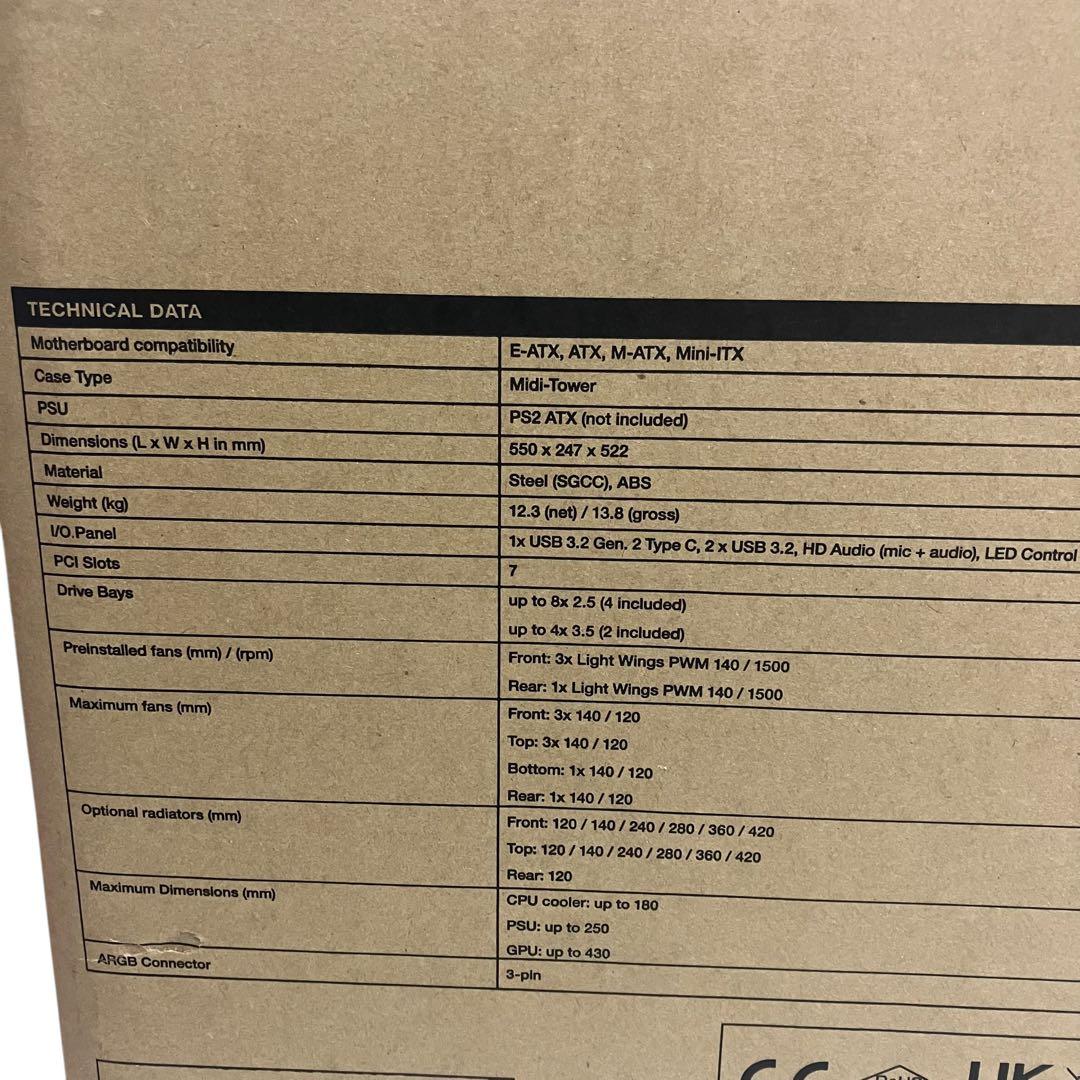 TECHNICAL DATA
Motherboard compatibility E-ATX, ATX, M-ATX, Mini-ITX
Case Type Midi-Tower
PSU PS2 ATX (not included)
Dimensions (L x W x H in mm) 550 x 247 x 522
Material Steel (SGCC), ABS
Weight (kg) 12.3 (net) / 13.8 (gross)
I/O.Panel 1x USB 3.2 Gen. 2 Type C, 2 x USB 3.2, HD Audio (mic + audio), LED Control
PCI Slots 7
Drive Bays up to 8x 2.5 (4 included)
up to 4x 3.5 (2 included)
Preinstalled fans (mm) / (rpm) Front: 3x Light Wings PWM 140 / 1500
Rear: 1x Light Wings PWM 140 / 1500
Maximum fans (mm) Front: 3x 140 / 120
Top: 3x 140 / 120
Bottom: 1x 140 / 120
Rear: 1x 140 / 120
Optional radiators (mm) Front: 120 / 140 / 240 / 280 / 360 / 420
Top: 120 / 140 / 240 / 280 / 360 / 420
Rear: 120
Maximum Dimensions (mm) CPU cooler: up to 180
PSU: up to 250
GPU: up to 430
ARGB Connector 3-pin
CE RoHS UK